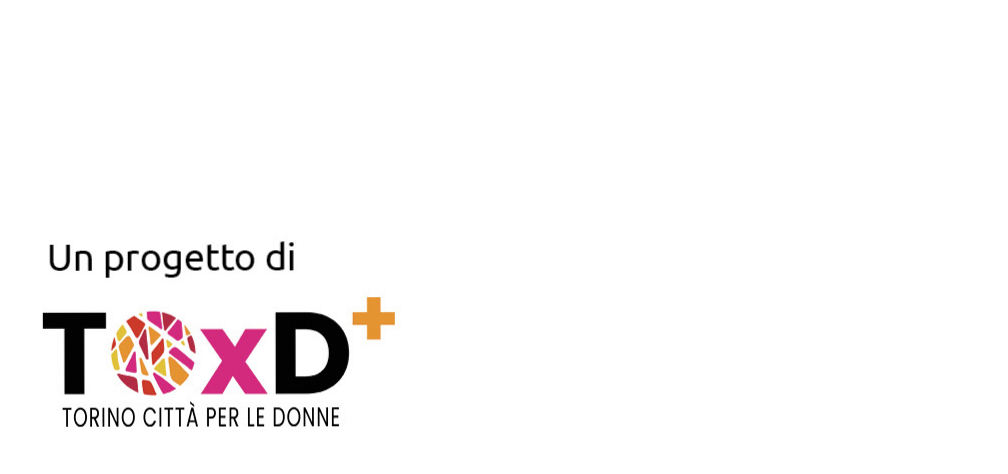 Un progetto di
TOxD+
TORINO CITTÀ PER LE DONNE